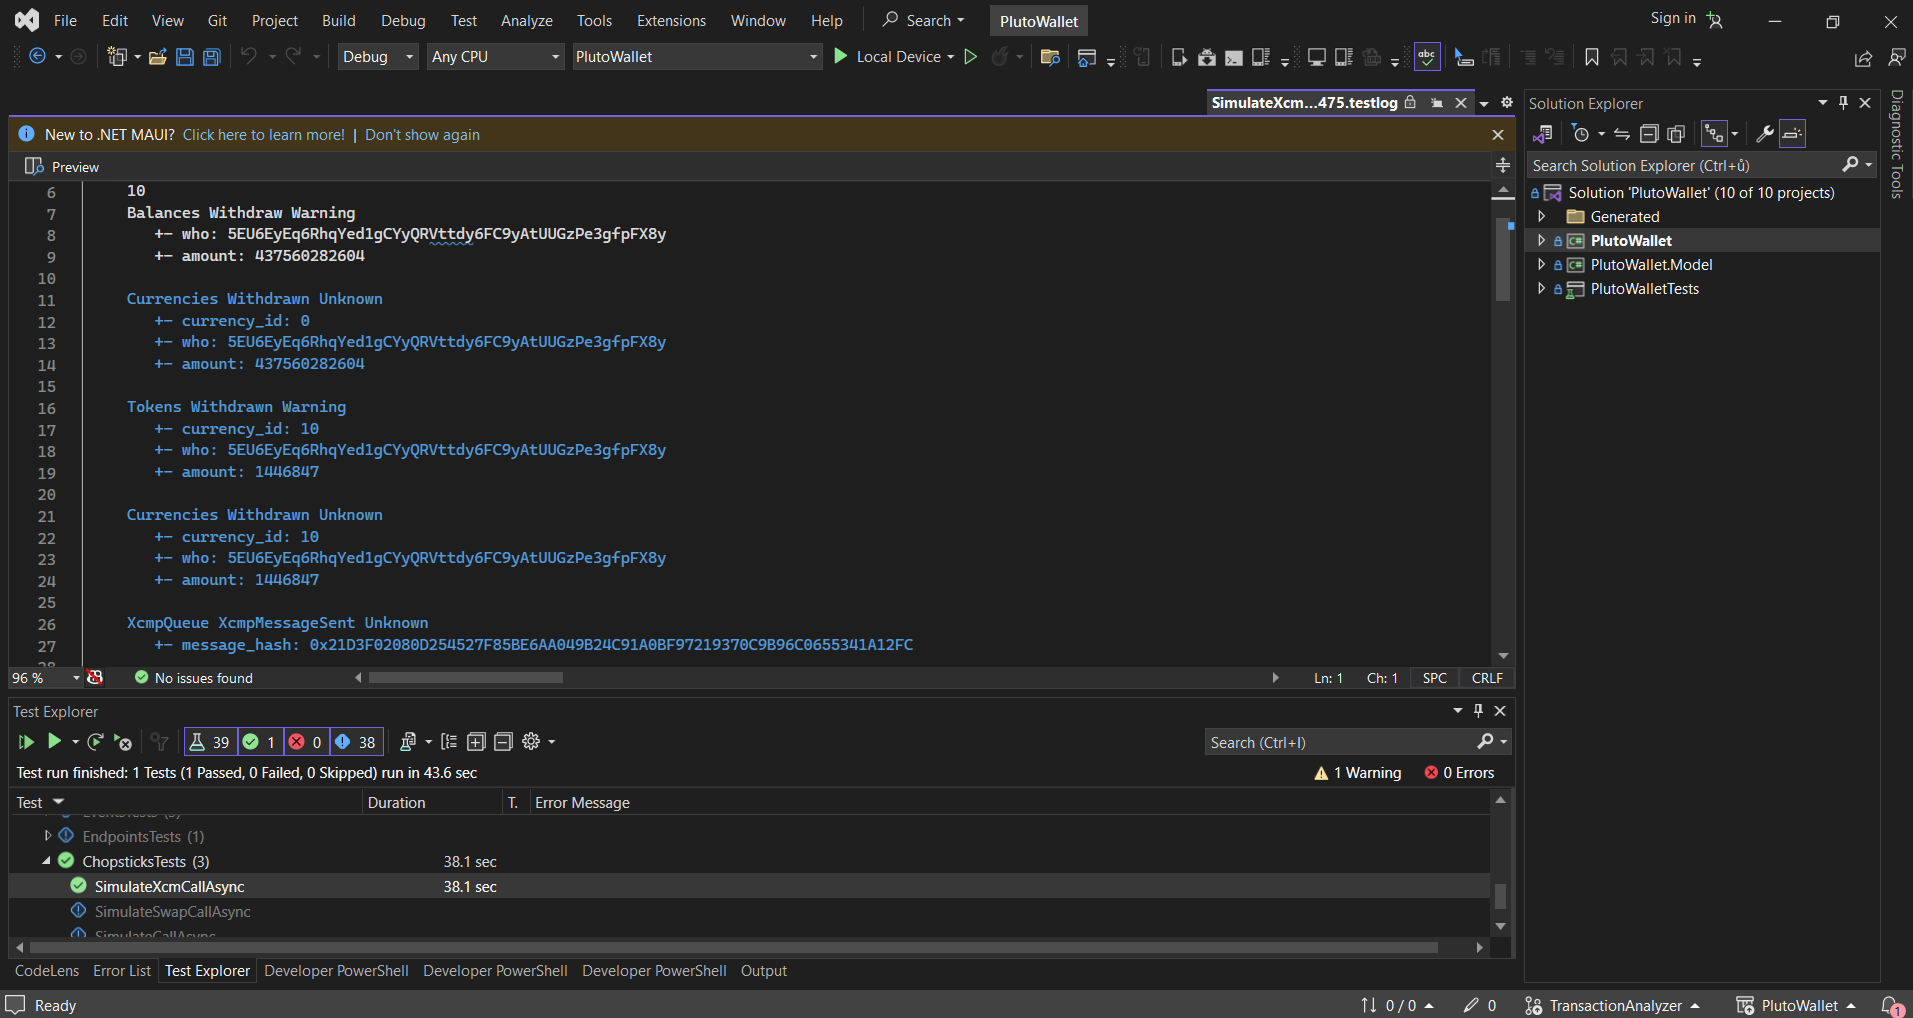 File Edit View Git Project Build Debug Test Analyze Tools Extensions Window Help Search PlutoWallet Sign in
Debug Any CPU PlutoWallet Local Device
SimulateXcm...475.testlog
New to .NET MAUI? Click here to learn more! | Don't show again
Preview
6 10
7 Balances Withdraw Warning
8 +- who: 5EU6EyEq6RhqYed1gCYyQRVttdy6FC9yAtUUGzPe3gfpFX8y
9 +- amount: 437560282604
10
11 Currencies Withdrawn Unknown
12 +- currency_id: 0
13 +- who: 5EU6EyEq6RhqYed1gCYyQRVttdy6FC9yAtUUGzPe3gfpFX8y
14 +- amount: 437560282604
15
16 Tokens Withdrawn Warning
17 +- currency_id: 10
18 +- who: 5EU6EyEq6RhqYed1gCYyQRVttdy6FC9yAtUUGzPe3gfpFX8y
19 +- amount: 1446847
20
21 Currencies Withdrawn Unknown
22 +- currency_id: 10
23 +- who: 5EU6EyEq6RhqYed1gCYyQRVttdy6FC9yAtUUGzPe3gfpFX8y
24 +- amount: 1446847
25
26 XcmpQueue XcmpMessageSent Unknown
27 +- message_hash: 0x21D3F02080D254527F85BE6AA049B24C91A0BF97219370C9B96C0655341A12FC
28
96 % No issues found Ln: 1 Ch: 1 SPC CRLF
Test Explorer
39 1 0 38 Search (Ctrl+I)
Test run finished: 1 Tests (1 Passed, 0 Failed, 0 Skipped) run in 43.6 sec 1 Warning 0 Errors
Test Duration T. Error Message
EndpointsTests (1)
ChopsticksTests (3) 38.1 sec
SimulateXcmCallAsync 38.1 sec
SimulateSwapCallAsync
SimulateCallAsync
CodeLens Error List Test Explorer Developer PowerShell Developer PowerShell Developer PowerShell Output
Solution Explorer
Search Solution Explorer (Ctrl+ů)
Solution 'PlutoWallet' (10 of 10 projects)
Generated
PlutoWallet
PlutoWallet.Model
PlutoWalletTests
Diagnostic Tools
Ready 0 / 0 0 TransactionAnalyzer PlutoWallet 1